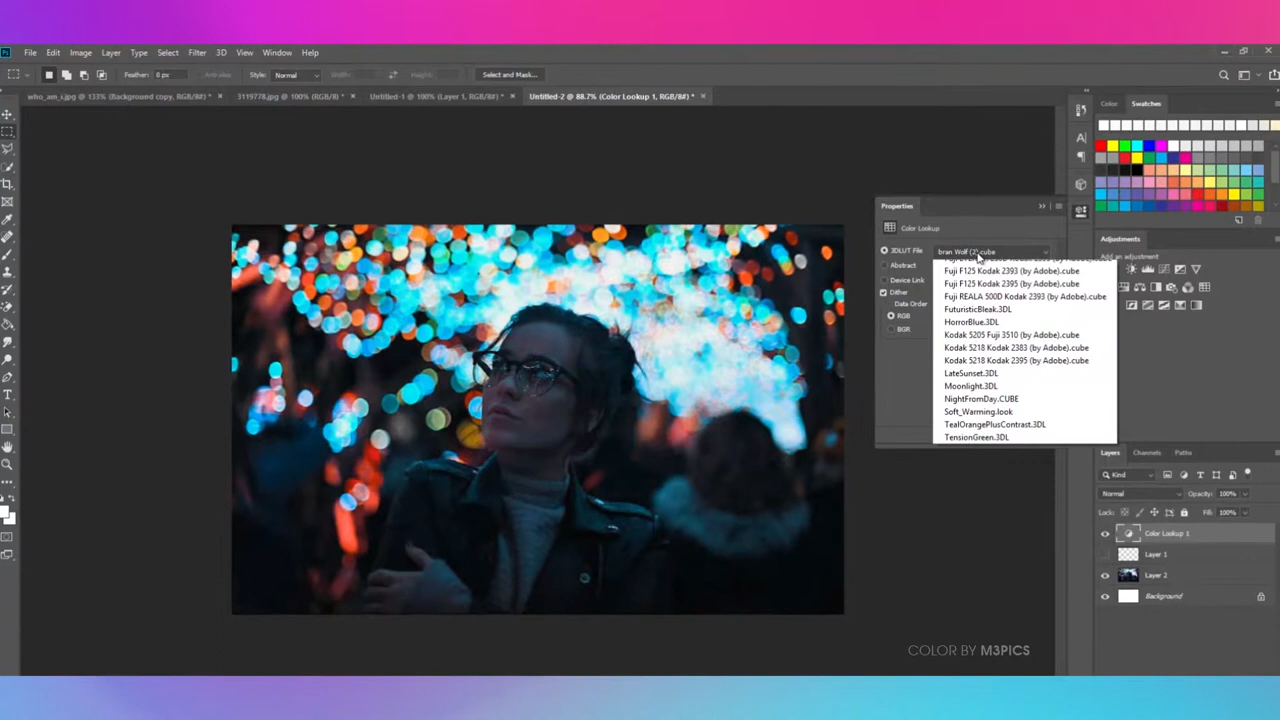 File Edit Image Layer Type Select Filter 3D View Window Help
Feather: 0 px Anti-alias Style: Normal Width: Height: Select and Mask...
who_am_i.jpg @ 133% (Background copy, RGB/8#) * × 3119778.jpg @ 100% (RGB/8) * × Untitled-1 @ 100% (Layer 1, RGB/8#) * × Untitled-2 @ 88.7% (Color Lookup 1, RGB/8#) * ×
Color Swatches
Properties
Color Lookup
3DLUT File bran Wolf (2).cube
Abstract
Device Link
Dither
Data Order
RGB
BGR
Fuji F125 Kodak 2393 (by Adobe).cube
Fuji F125 Kodak 2395 (by Adobe).cube
Fuji REALA 500D Kodak 2393 (by Adobe).cube
FuturisticBleak.3DL
HorrorBlue.3DL
Kodak 5205 Fuji 3510 (by Adobe).cube
Kodak 5218 Kodak 2383 (by Adobe).cube
Kodak 5218 Kodak 2395 (by Adobe).cube
LateSunset.3DL
Moonlight.3DL
NightFromDay.CUBE
Soft_Warming.look
TealOrangePlusContrast.3DL
TensionGreen.3DL
Adjustments
Add an adjustment
Layers Channels Paths
Kind
Normal Opacity: 100%
Lock: Fill: 100%
Color Lookup 1
Layer 1
Layer 2
Background
COLOR BY M3PICS